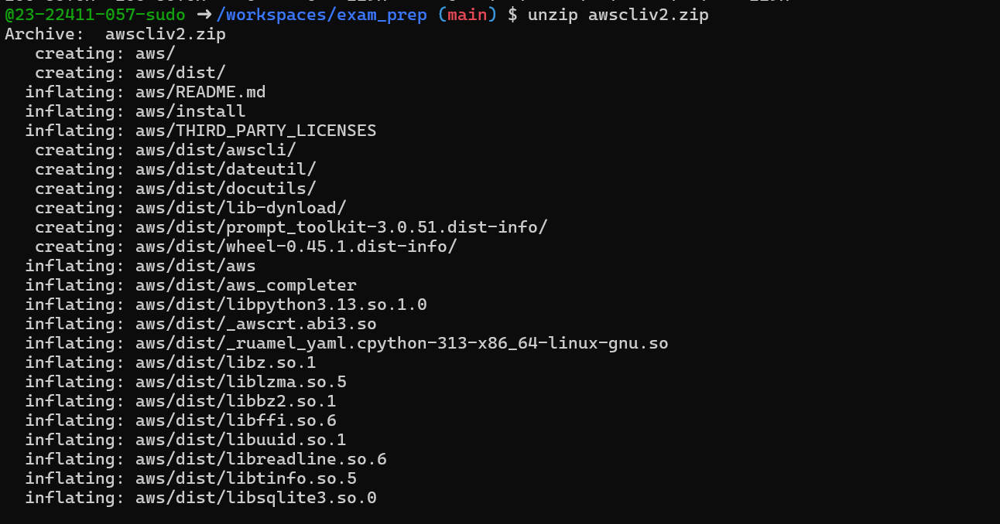 @23-22411-057-sudo ➜ /workspaces/exam_prep (main) $ unzip awscliv2.zip
Archive:  awscliv2.zip
   creating: aws/
   creating: aws/dist/
  inflating: aws/README.md
  inflating: aws/install
  inflating: aws/THIRD_PARTY_LICENSES
   creating: aws/dist/awscli/
   creating: aws/dist/dateutil/
   creating: aws/dist/docutils/
   creating: aws/dist/lib-dynload/
   creating: aws/dist/prompt_toolkit-3.0.51.dist-info/
   creating: aws/dist/wheel-0.45.1.dist-info/
  inflating: aws/dist/aws
  inflating: aws/dist/aws_completer
  inflating: aws/dist/libpython3.13.so.1.0
  inflating: aws/dist/_awscrt.abi3.so
  inflating: aws/dist/_ruamel_yaml.cpython-313-x86_64-linux-gnu.so
  inflating: aws/dist/libz.so.1
  inflating: aws/dist/liblzma.so.5
  inflating: aws/dist/libbz2.so.1
  inflating: aws/dist/libffi.so.6
  inflating: aws/dist/libuuid.so.1
  inflating: aws/dist/libreadline.so.6
  inflating: aws/dist/libtinfo.so.5
  inflating: aws/dist/libsqlite3.so.0